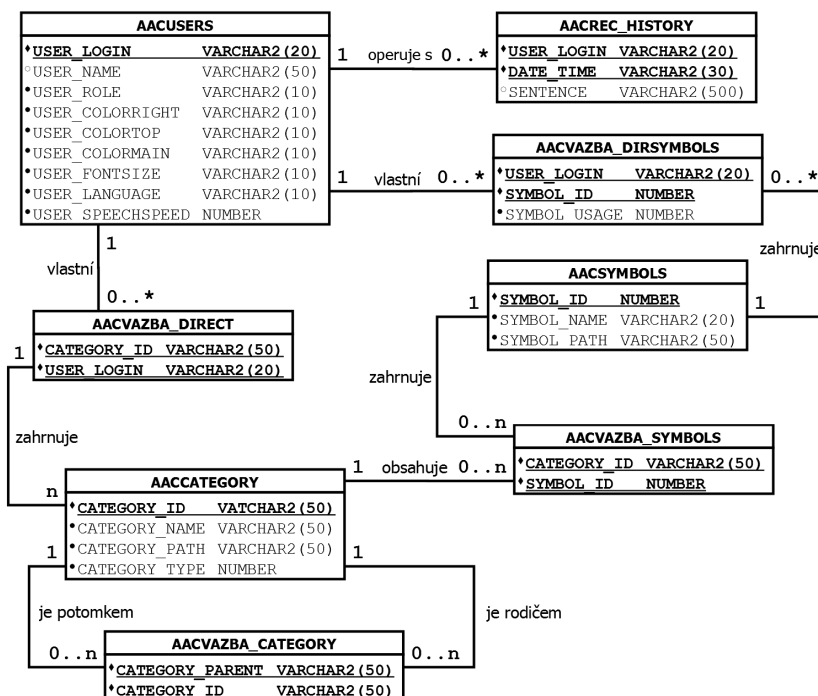 AACUSERS
USER_LOGIN VARCHAR2(20)
USER_NAME VARCHAR2(50)
USER_ROLE VARCHAR2(10)
USER_COLORRIGHT VARCHAR2(10)
USER_COLORTOP VARCHAR2(10)
USER_COLORMAIN VARCHAR2(10)
USER_FONTSIZE VARCHAR2(10)
USER_LANGUAGE VARCHAR2(10)
USER_SPEECHSPEED NUMBER
1 operuje s 0..*
AACREC_HISTORY
USER_LOGIN VARCHAR2(20)
DATE_TIME VARCHAR2(30)
SENTENCE VARCHAR2(500)
1 vlastní 0..*
AACVAZBA_DIRSYMBOLS
USER_LOGIN VARCHAR2(20)
SYMBOL_ID NUMBER
SYMBOL_USAGE NUMBER
0..*
zahrnuje
1
AACSYMBOLS
SYMBOL_ID NUMBER
SYMBOL_NAME VARCHAR2(20)
SYMBOL_PATH VARCHAR2(50)
1
zahrnuje
0..n
1
vlastní
0..*
AACVAZBA_DIRECT
CATEGORY_ID VARCHAR2(50)
USER_LOGIN VARCHAR2(20)
1
zahrnuje
n
AACVAZBA_SYMBOLS
CATEGORY_ID VARCHAR2(50)
SYMBOL_ID NUMBER
1 obsahuje 0..n
AACCATEGORY
CATEGORY_ID VATCHAR2(50)
CATEGORY_NAME VARCHAR2(50)
CATEGORY_PATH VARCHAR2(50)
CATEGORY_TYPE NUMBER
1
je potomkem
0..n
1
je rodičem
0..n
AACVAZBA_CATEGORY
CATEGORY_PARENT VARCHAR2(50)
CATEGORY_ID VARCHAR2(50)